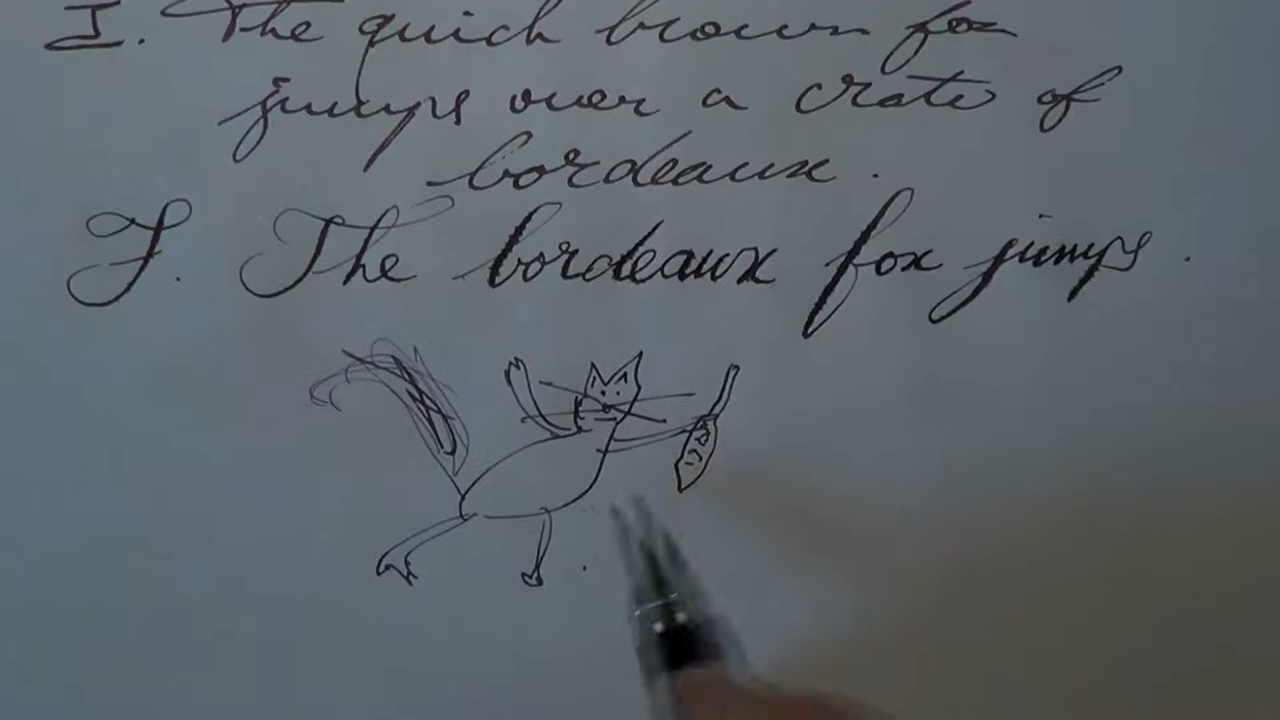 I. The quick brown fox
jumps over a crate of
bordeaux.
F. The bordeaux fox jumps.